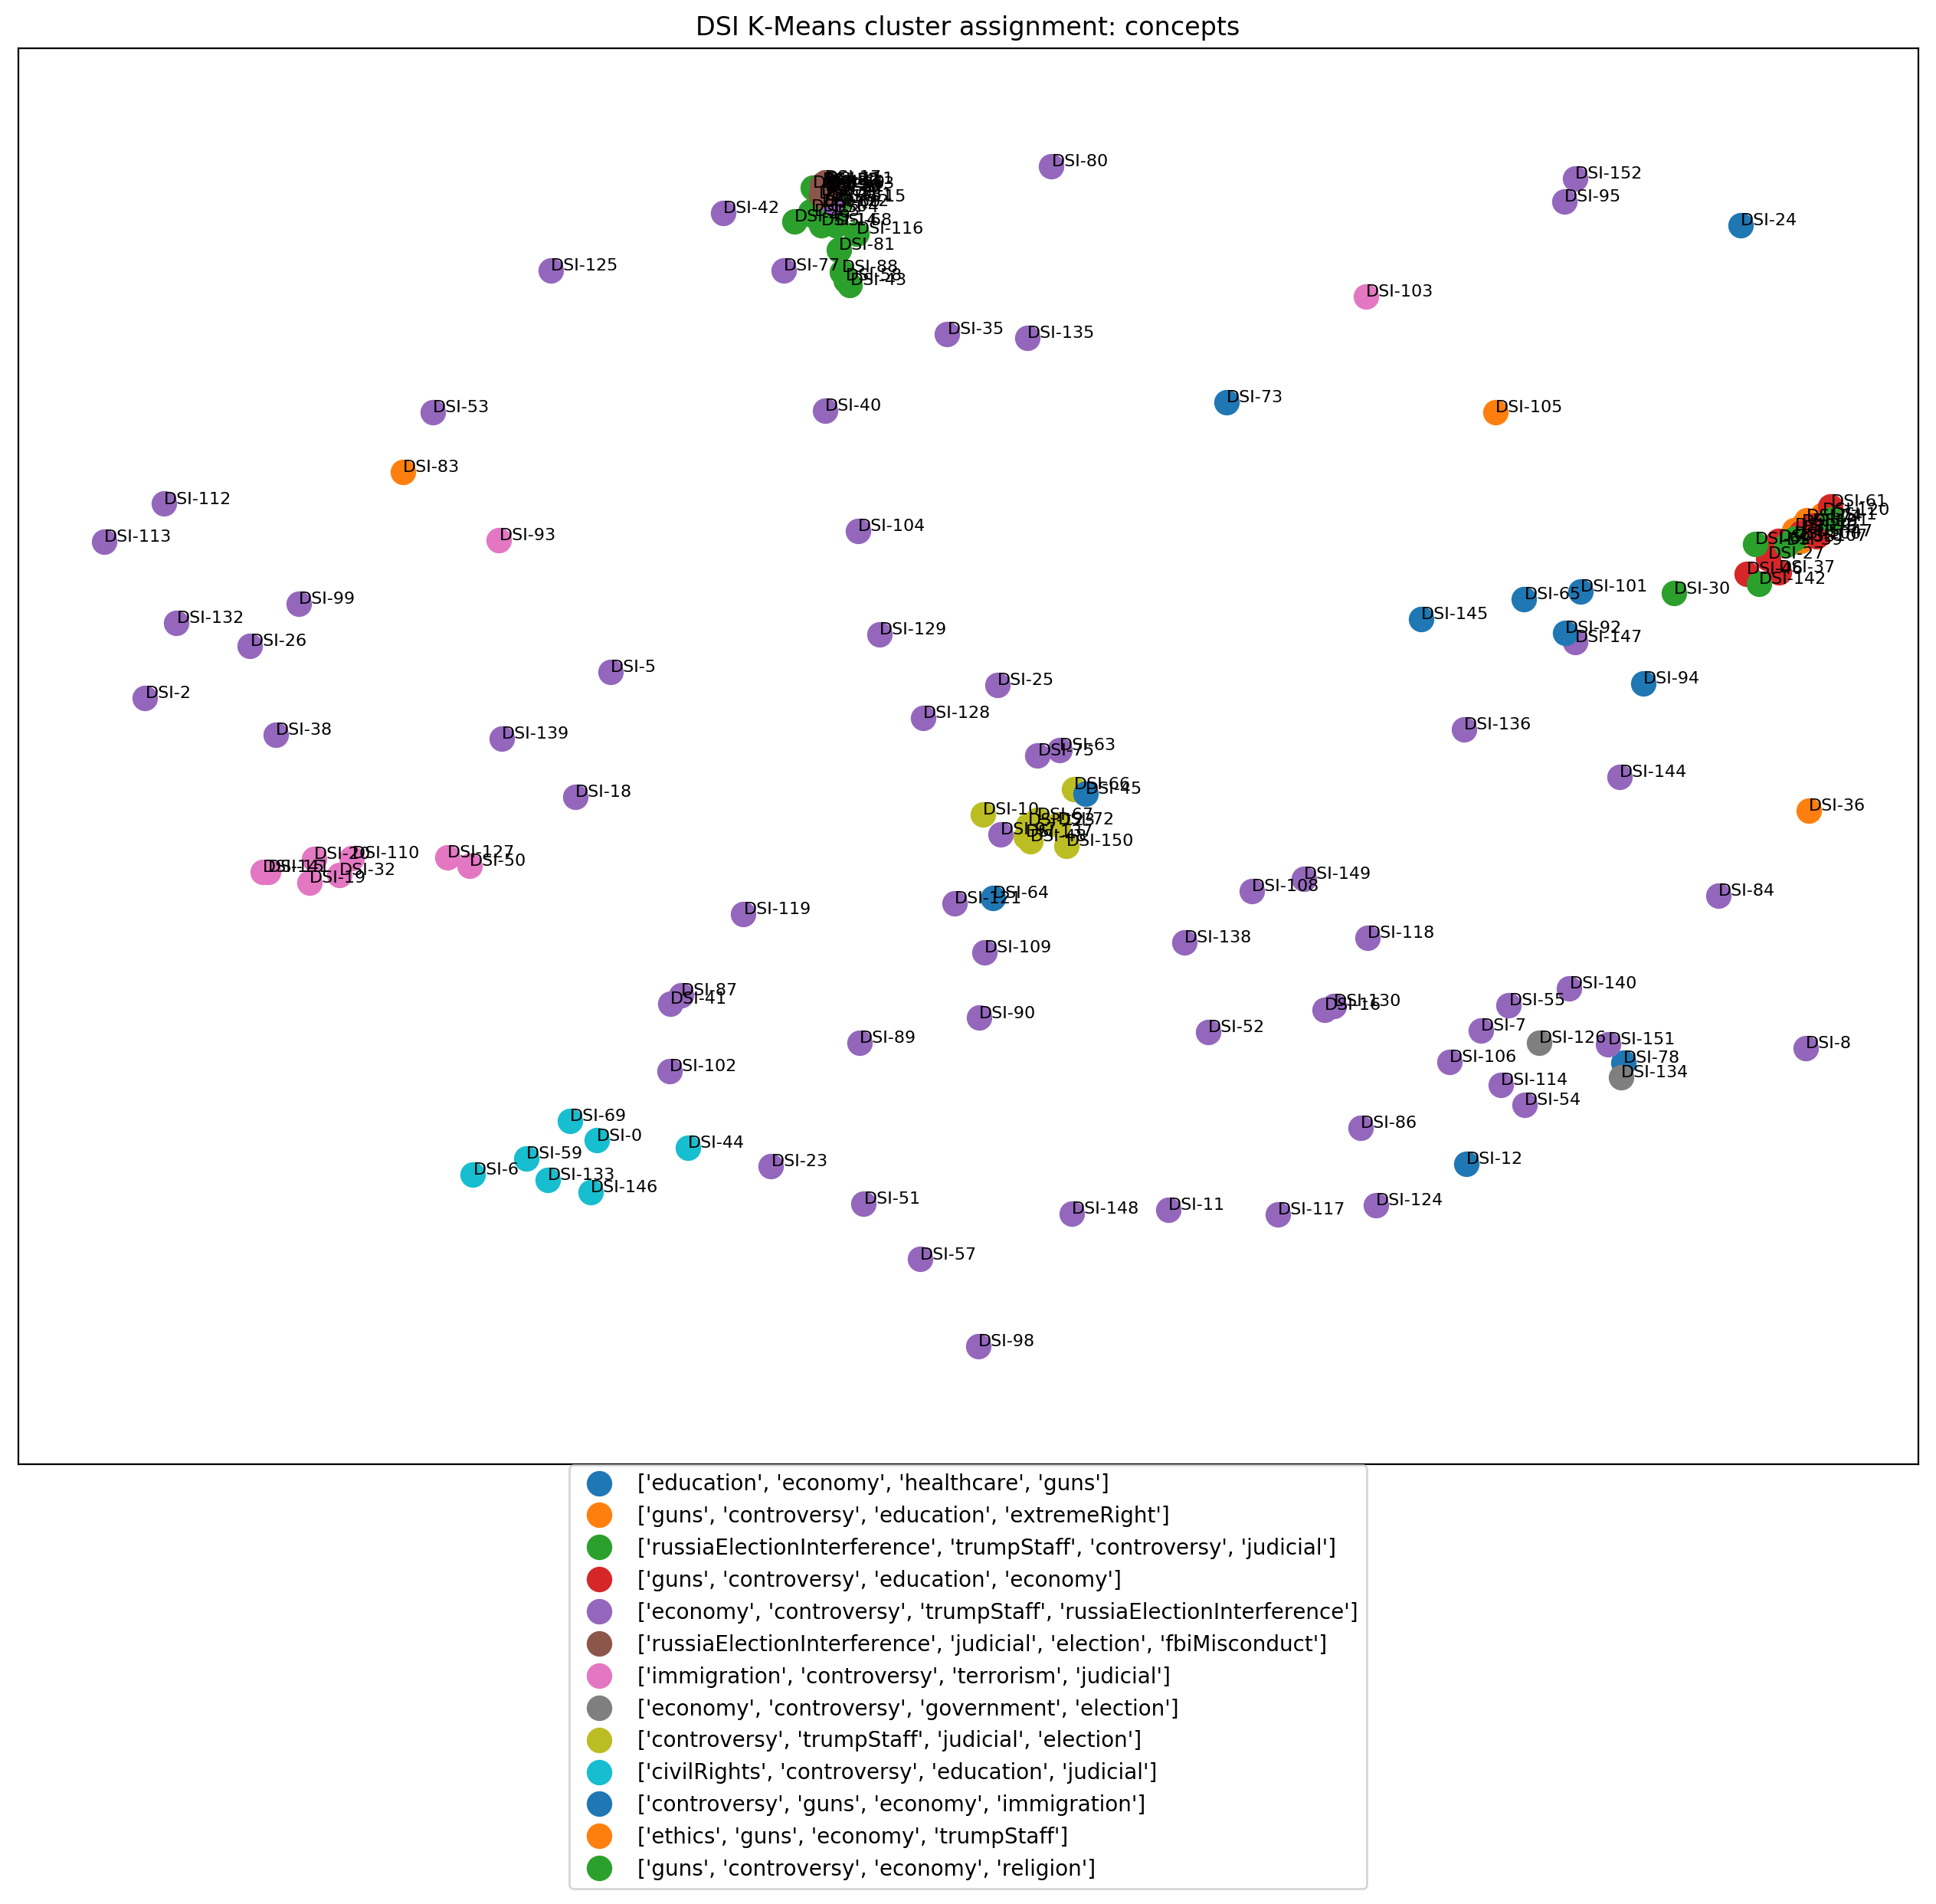 DSI K-Means cluster assignment: concepts
DSI-80
DSI-152
DSI-95
DSI-42
DSI-24
DSI-116
DSI-81
DSI-125
DSI-77
DSI-88
DSI-58
DSI-43
DSI-103
DSI-35
DSI-135
DSI-73
DSI-53
DSI-40
DSI-105
DSI-83
DSI-112
DSI-61
DSI-120
DSI-113
DSI-93
DSI-104
DSI-27
DSI-37
DSI-46
DSI-142
DSI-99
DSI-65
DSI-101
DSI-30
DSI-132
DSI-26
DSI-129
DSI-145
DSI-92
DSI-147
DSI-5
DSI-25
DSI-94
DSI-2
DSI-128
DSI-38
DSI-139
DSI-136
DSI-63
DSI-75
DSI-144
DSI-18
DSI-66
DSI-45
DSI-10
DSI-67
DSI-72
DSI-36
DSI-48
DSI-150
DSI-20
DSI-110
DSI-127
DSI-50
DSI-32
DSI-19
DSI-149
DSI-108
DSI-121
DSI-64
DSI-84
DSI-119
DSI-138
DSI-118
DSI-109
DSI-87
DSI-41
DSI-140
DSI-130
DSI-16
DSI-55
DSI-90
DSI-52
DSI-7
DSI-89
DSI-126
DSI-151
DSI-8
DSI-102
DSI-106
DSI-78
DSI-134
DSI-114
DSI-54
DSI-69
DSI-0
DSI-44
DSI-86
DSI-59
DSI-6
DSI-133
DSI-146
DSI-23
DSI-12
DSI-51
DSI-148
DSI-11
DSI-117
DSI-124
DSI-57
DSI-98
['education', 'economy', 'healthcare', 'guns']
['guns', 'controversy', 'education', 'extremeRight']
['russiaElectionInterference', 'trumpStaff', 'controversy', 'judicial']
['guns', 'controversy', 'education', 'economy']
['economy', 'controversy', 'trumpStaff', 'russiaElectionInterference']
['russiaElectionInterference', 'judicial', 'election', 'fbiMisconduct']
['immigration', 'controversy', 'terrorism', 'judicial']
['economy', 'controversy', 'government', 'election']
['controversy', 'trumpStaff', 'judicial', 'election']
['civilRights', 'controversy', 'education', 'judicial']
['controversy', 'guns', 'economy', 'immigration']
['ethics', 'guns', 'economy', 'trumpStaff']
['guns', 'controversy', 'economy', 'religion']